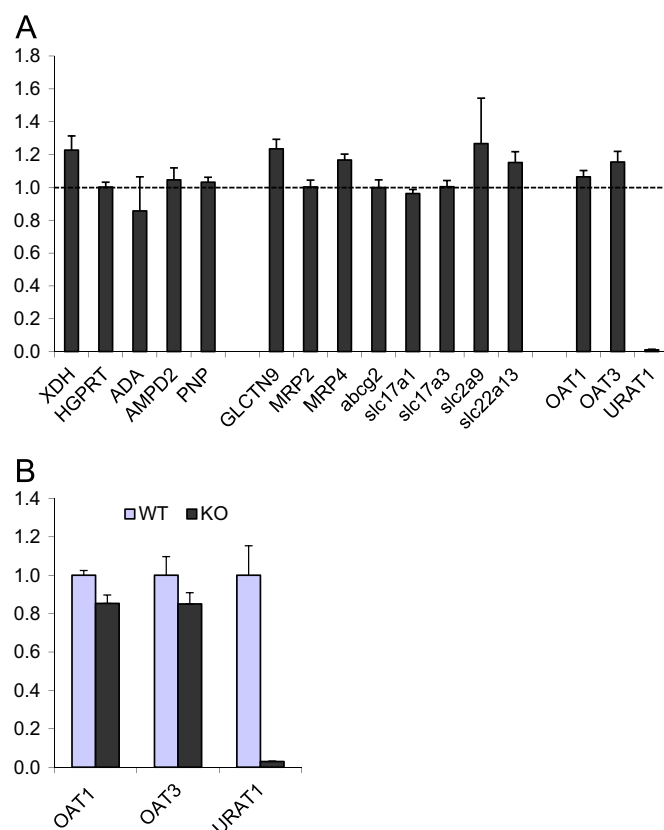 A
1.8
1.6
1.4
1.2
1.0
0.8
0.6
0.4
0.2
0.0
XDH
HGPRT
ADA
AMPD2
PNP
GLCTN9
MRP2
MRP4
abcg2
slc17a1
slc17a3
slc2a9
slc22a13
OAT1
OAT3
URAT1
B
1.4
WT KO
1.2
1.0
0.8
0.6
0.4
0.2
0.0
OAT1
OAT3
URAT1